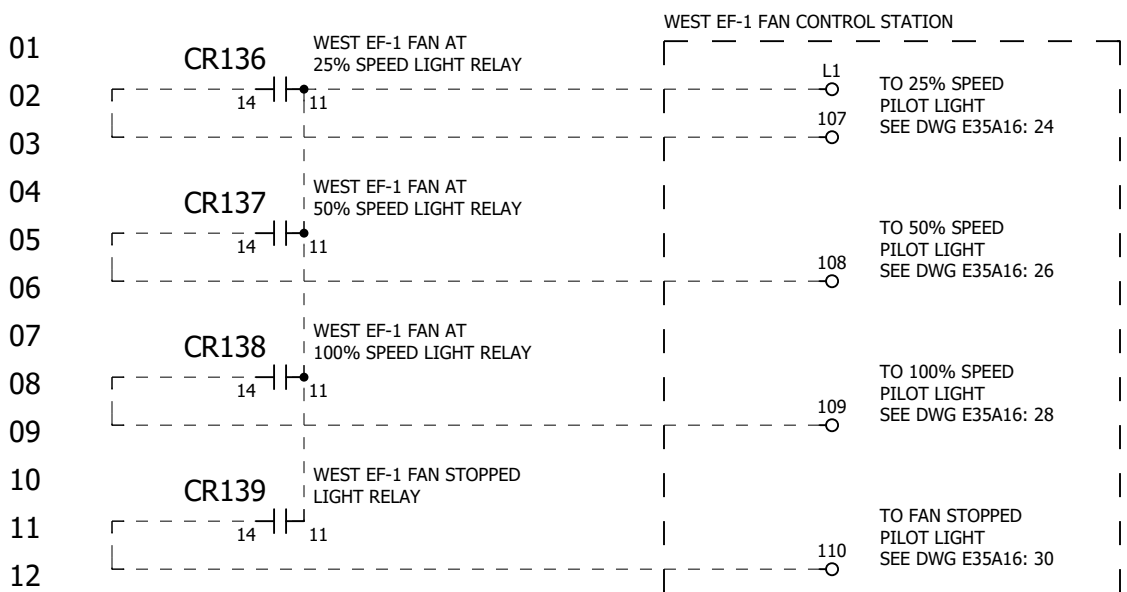 WEST EF-1 FAN CONTROL STATION
01
CR136
WEST EF-1 FAN AT
25% SPEED LIGHT RELAY
L1
TO 25% SPEED
PILOT LIGHT
SEE DWG E35A16: 24
02
14
11
107
03
04
CR137
WEST EF-1 FAN AT
50% SPEED LIGHT RELAY
05
14
11
TO 50% SPEED
PILOT LIGHT
SEE DWG E35A16: 26
108
06
07
CR138
WEST EF-1 FAN AT
100% SPEED LIGHT RELAY
08
14
11
TO 100% SPEED
PILOT LIGHT
SEE DWG E35A16: 28
109
09
10
CR139
WEST EF-1 FAN STOPPED
LIGHT RELAY
11
14
11
TO FAN STOPPED
PILOT LIGHT
SEE DWG E35A16: 30
110
12